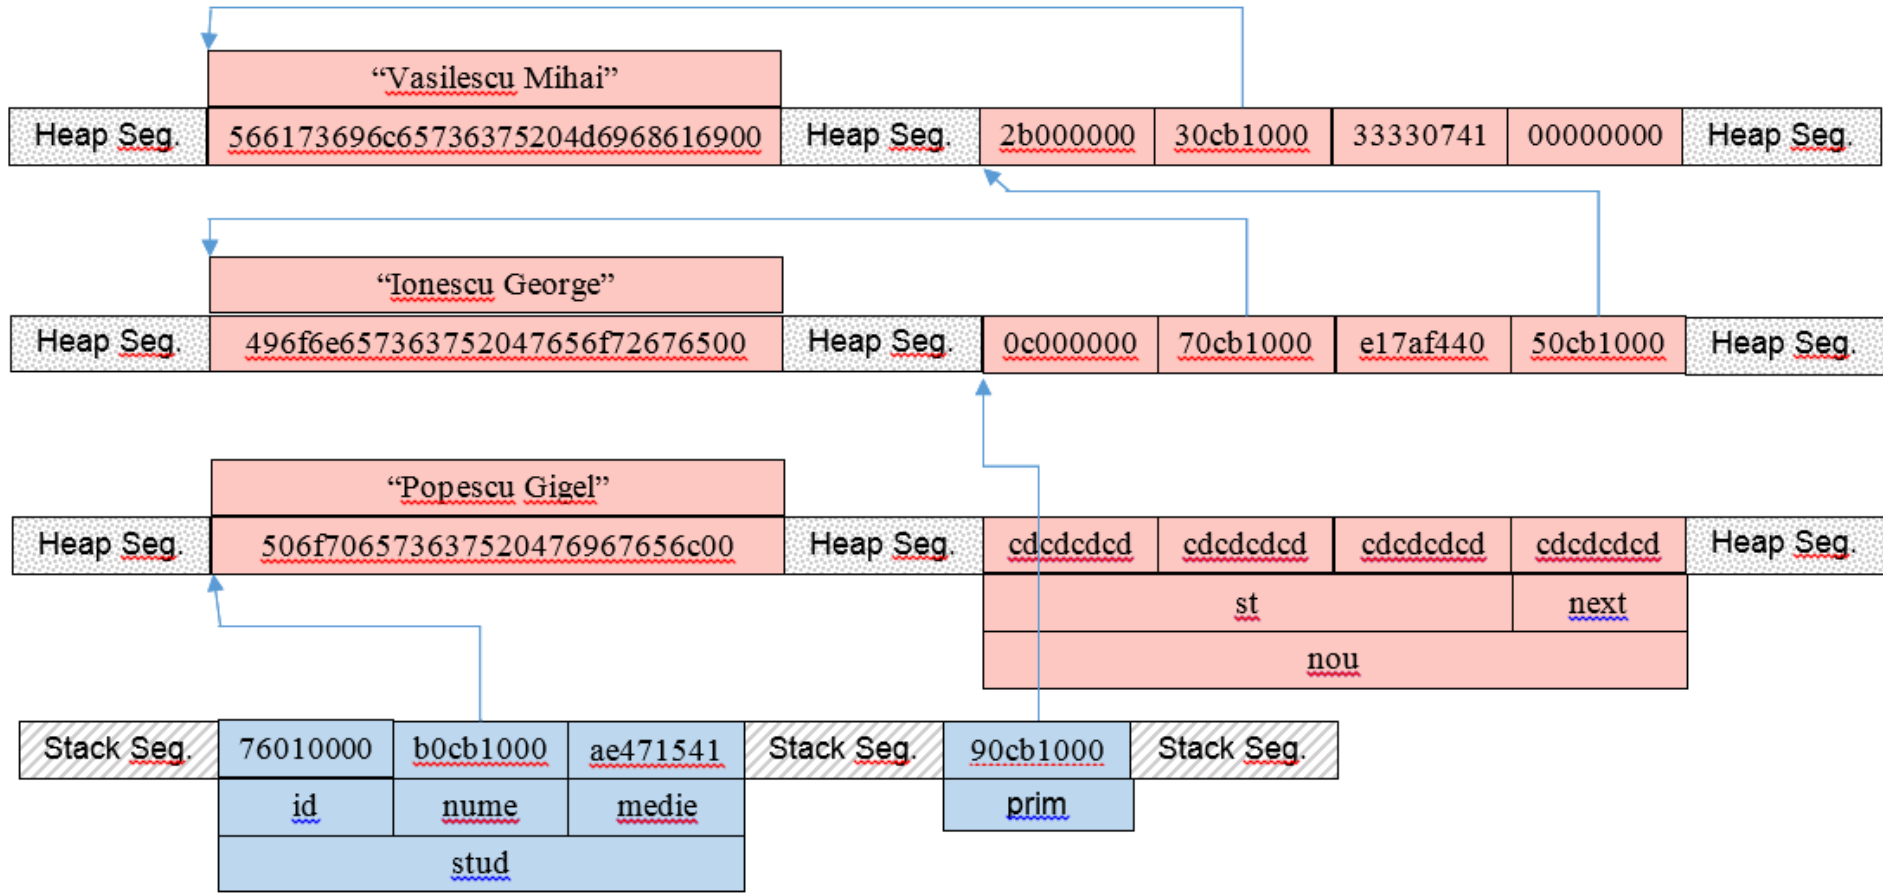 “Vasilescu Mihai”
Heap Seg. 566173696c65736375204d6968616900 Heap Seg. 2b000000 30cb1000 33330741 00000000 Heap Seg.
“Ionescu George”
Heap Seg. 496f6e657363752047656f72676500 Heap Seg. 0c000000 70cb1000 e17af440 50cb1000 Heap Seg.
“Popescu Gigel”
Heap Seg. 506f706573637520476967656c00 Heap Seg. cdcdcdcd cdcdcdcd cdcdcdcd cdcdcdcd Heap Seg.
st next
nou
Stack Seg. 76010000 b0cb1000 ae471541 Stack Seg. 90cb1000 Stack Seg.
id nume medie prim
stud